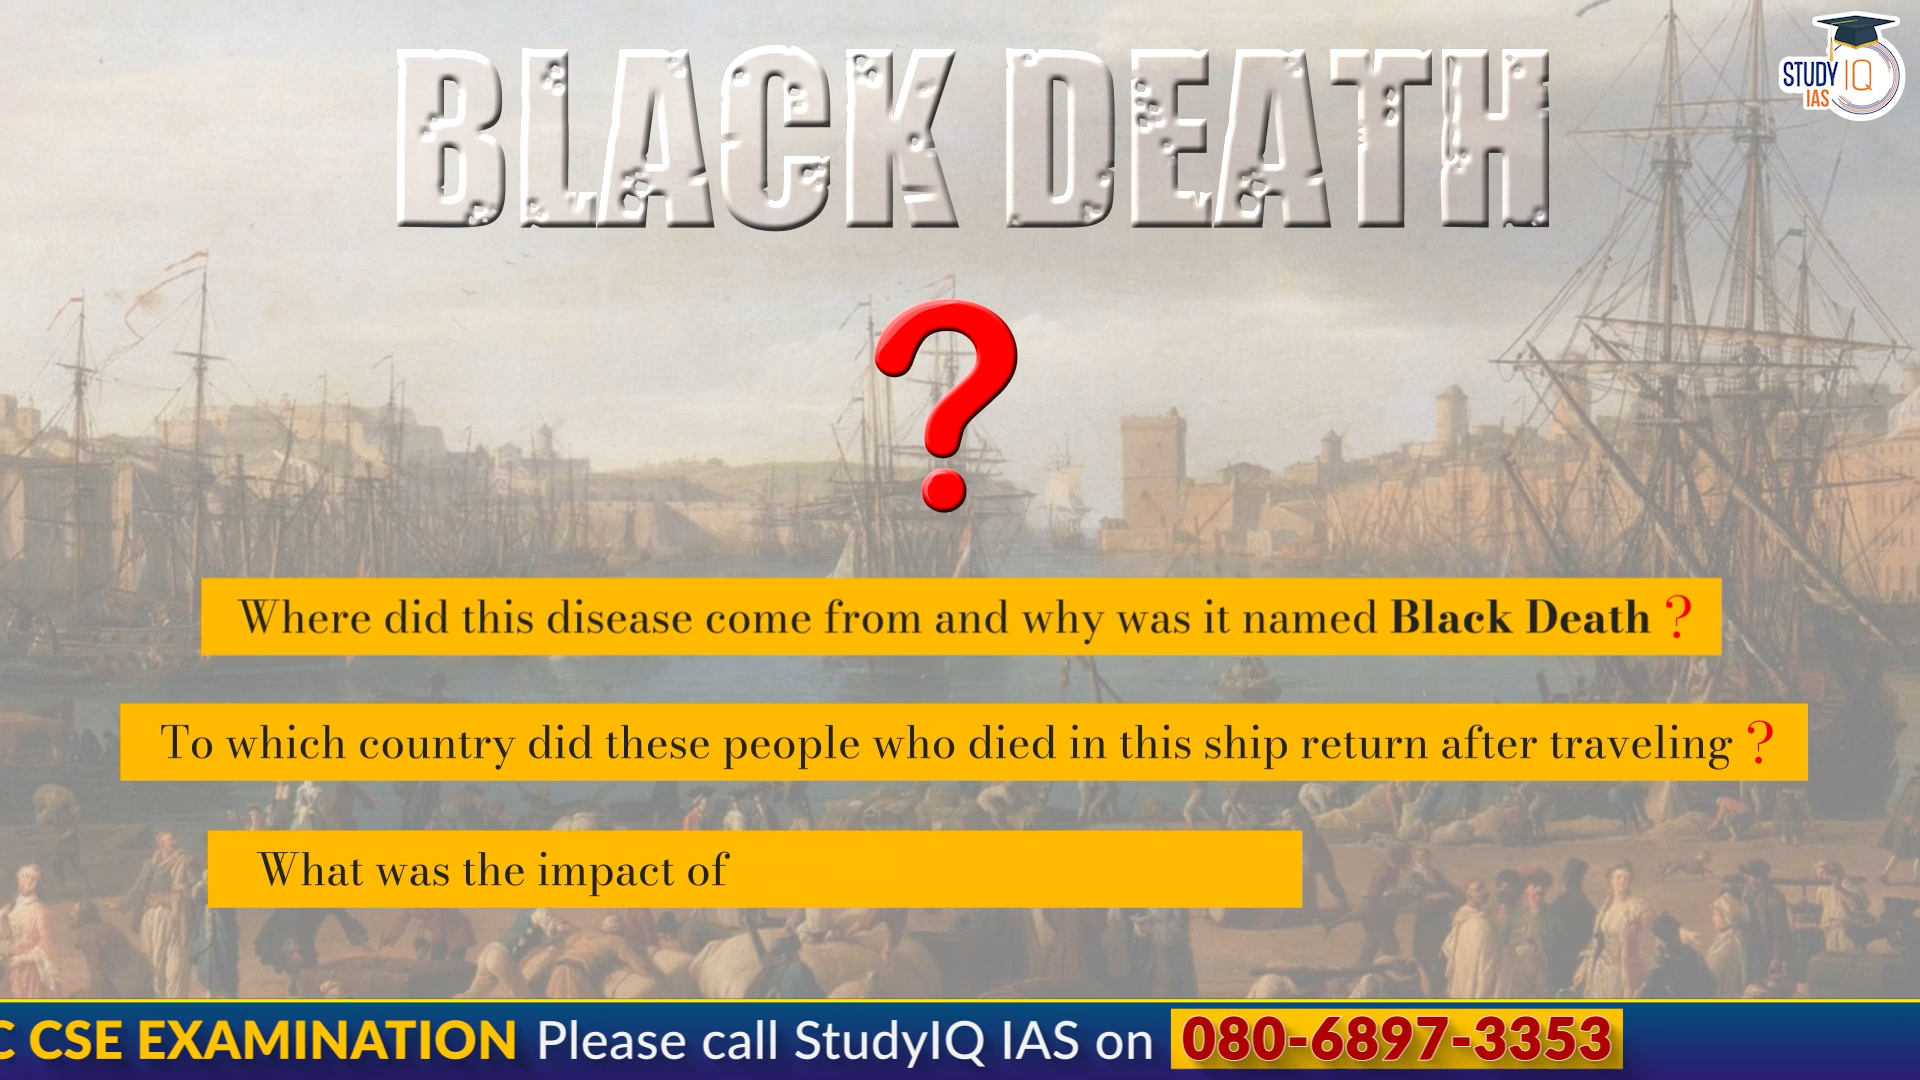 BLACK DEATH
STUDY IQ
IAS
?
Where did this disease come from and why was it named Black Death ?
To which country did these people who died in this ship return after traveling ?
What was the impact of
C CSE EXAMINATION Please call StudyIQ IAS on 080-6897-3353